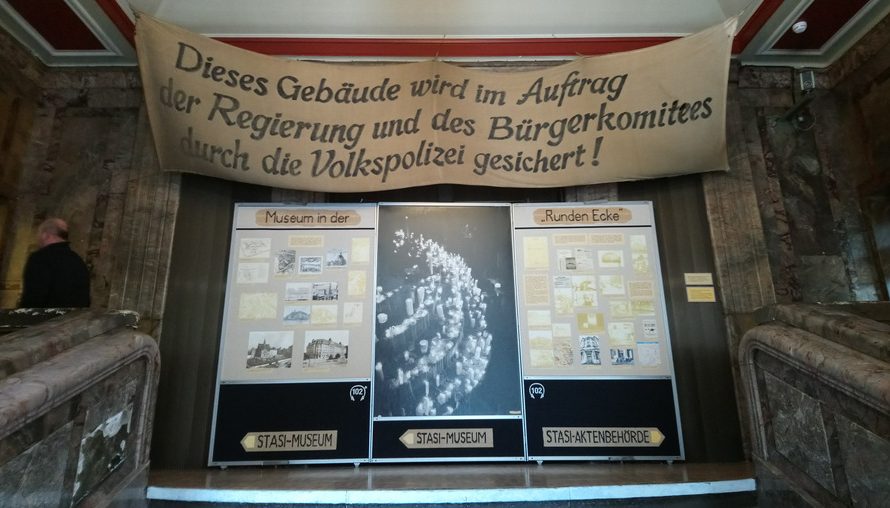 Dieses Gebäude wird im Auftrag
der Regierung und des Bürgerkomitees
durch die Volkspolizei gesichert!
Museum in der
„Runden Ecke"
102
102
STASI-MUSEUM
STASI-MUSEUM
STASI-AKTENBEHÖRDE